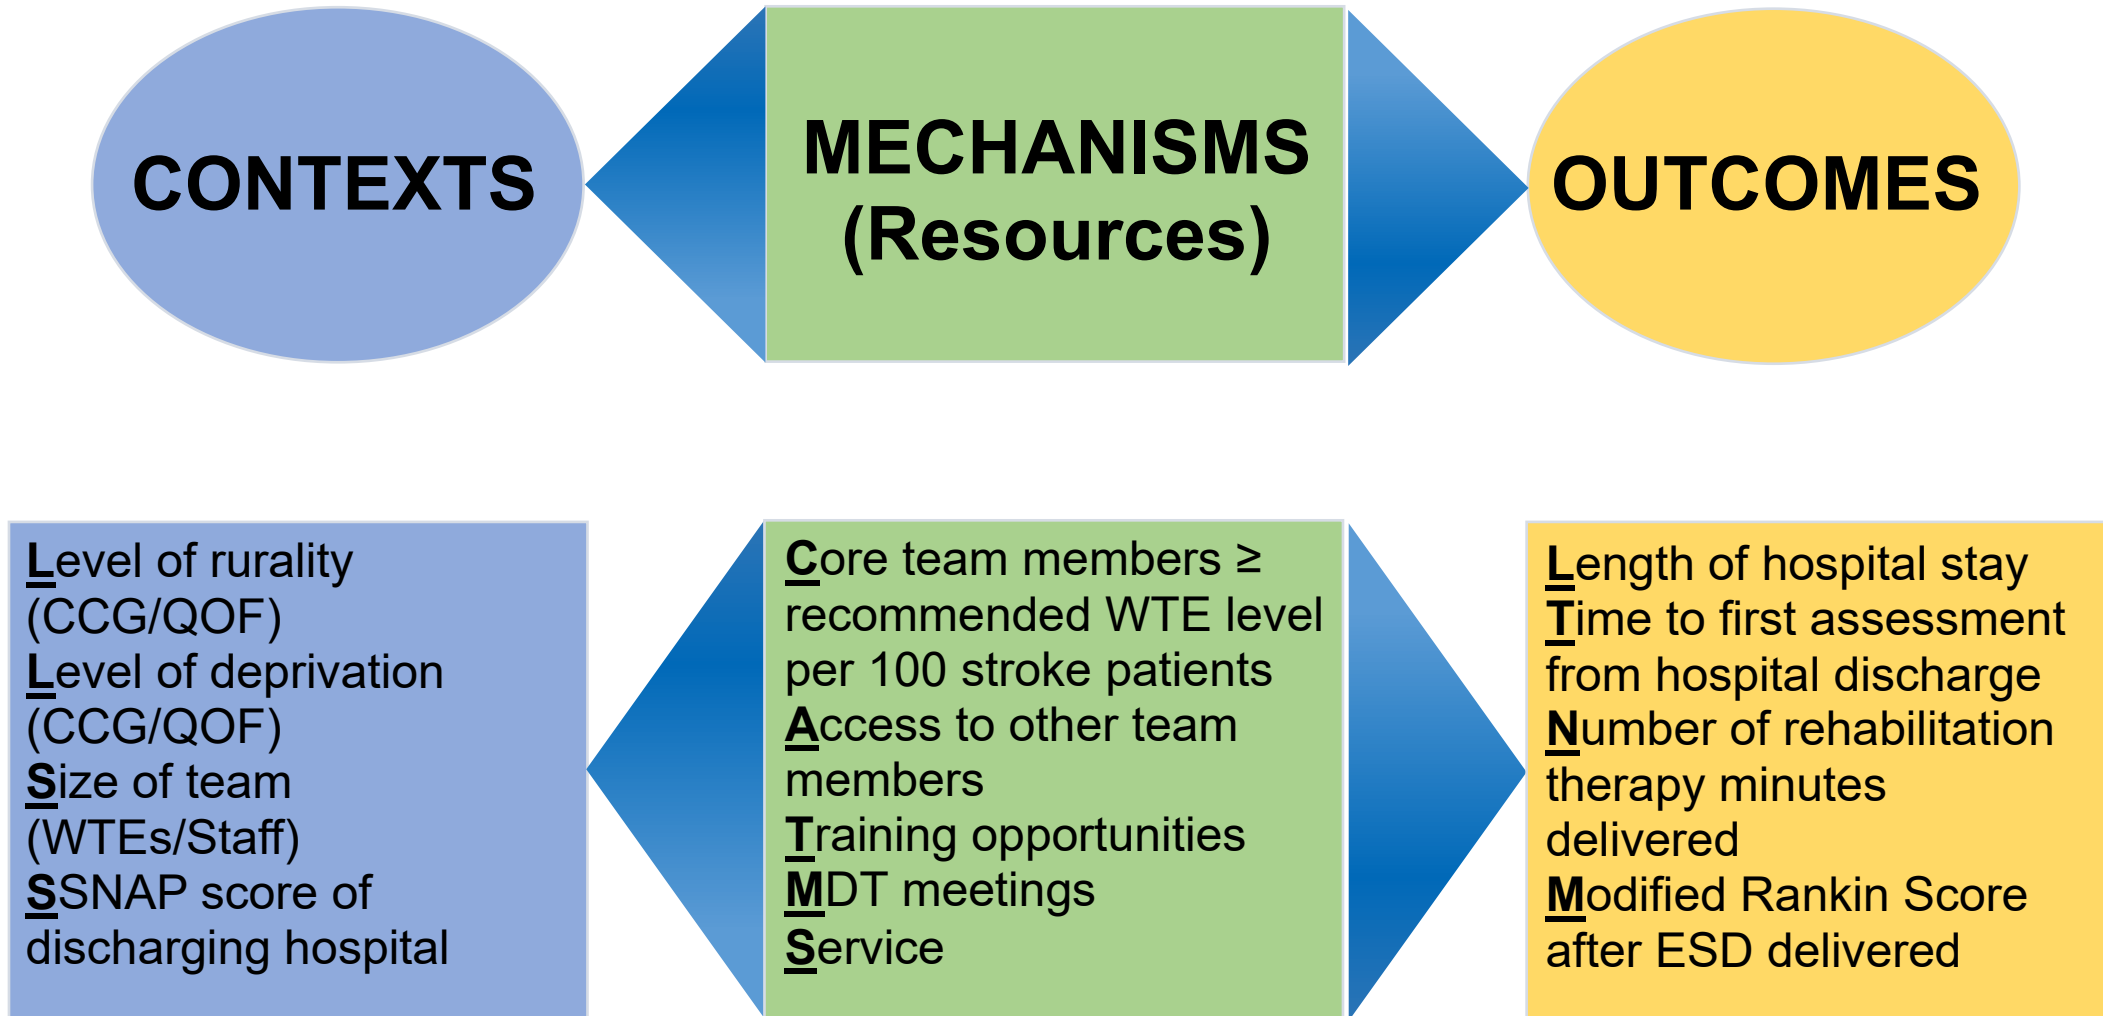 CONTEXTS
MECHANISMS
(Resources)
OUTCOMES
Level of rurality
(CCG/QOF)
Level of deprivation
(CCG/QOF)
Size of team
(WTEs/Staff)
SSNAP score of
discharging hospital
Core team members ≥
recommended WTE level
per 100 stroke patients
Access to other team
members
Training opportunities
MDT meetings
Service
Length of hospital stay
Time to first assessment
from hospital discharge
Number of rehabilitation
therapy minutes
delivered
Modified Rankin Score
after ESD delivered